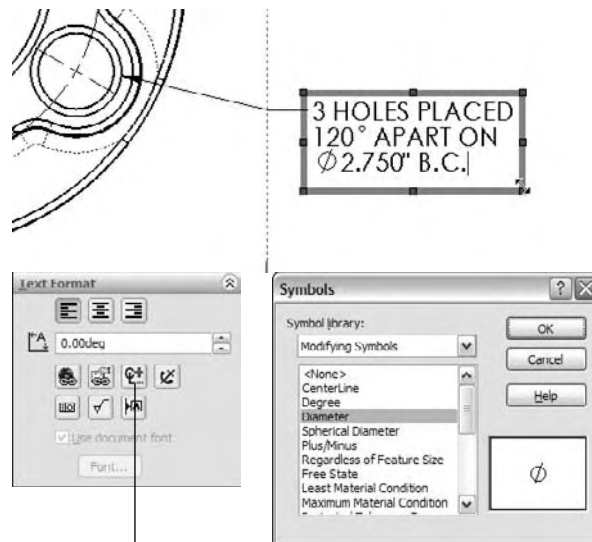 3 HOLES PLACED
120° APART ON
⌀2.750" B.C.
Text Format
0.00deg
Use document font
Font...
Symbols
Symbol library:
Modifying Symbols
<None>
CenterLine
Degree
Diameter
Spherical Diameter
Plus/Minus
Regardless of Feature Size
Free State
Least Material Condition
Maximum Material Condition
OK
Cancel
Help
⌀